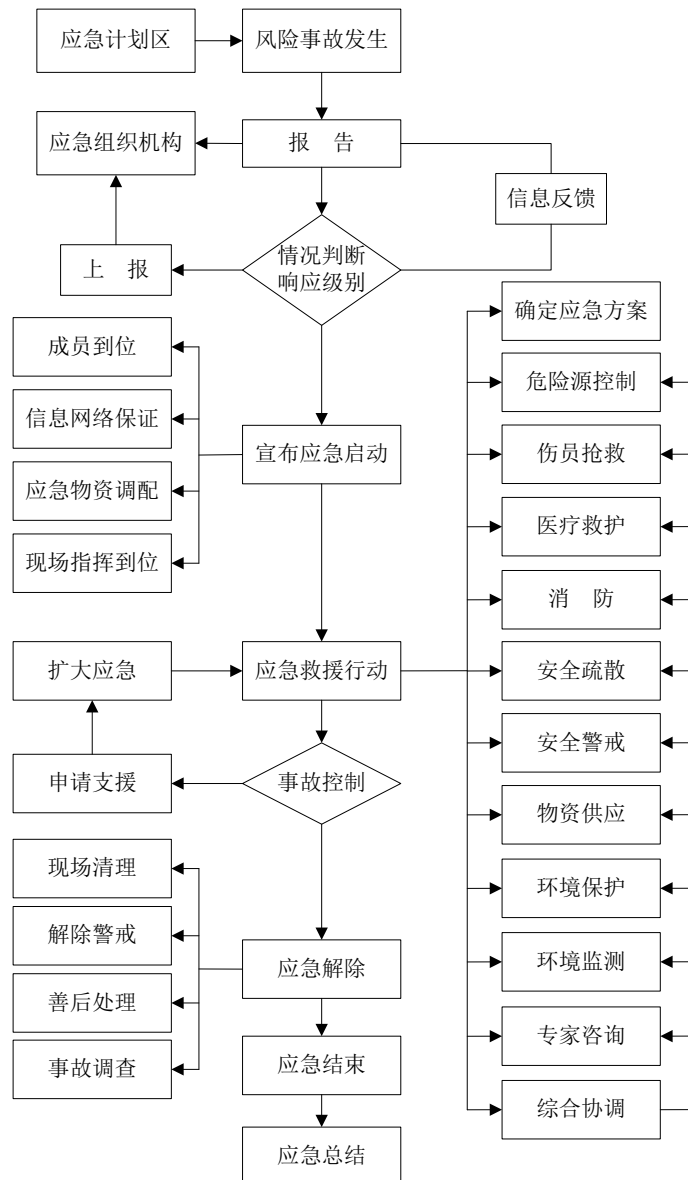 应急计划区
风险事故发生
应急组织机构
报 告
信息反馈
上 报
情况判断
响应级别
成员到位
信息网络保证
应急物资调配
现场指挥到位
宣布应急启动
确定应急方案
危险源控制
伤员抢救
医疗救护
消 防
安全疏散
安全警戒
物资供应
环境保护
环境监测
专家咨询
综合协调
扩大应急
应急救援行动
申请支援
事故控制
现场清理
解除警戒
善后处理
事故调查
应急解除
应急结束
应急总结